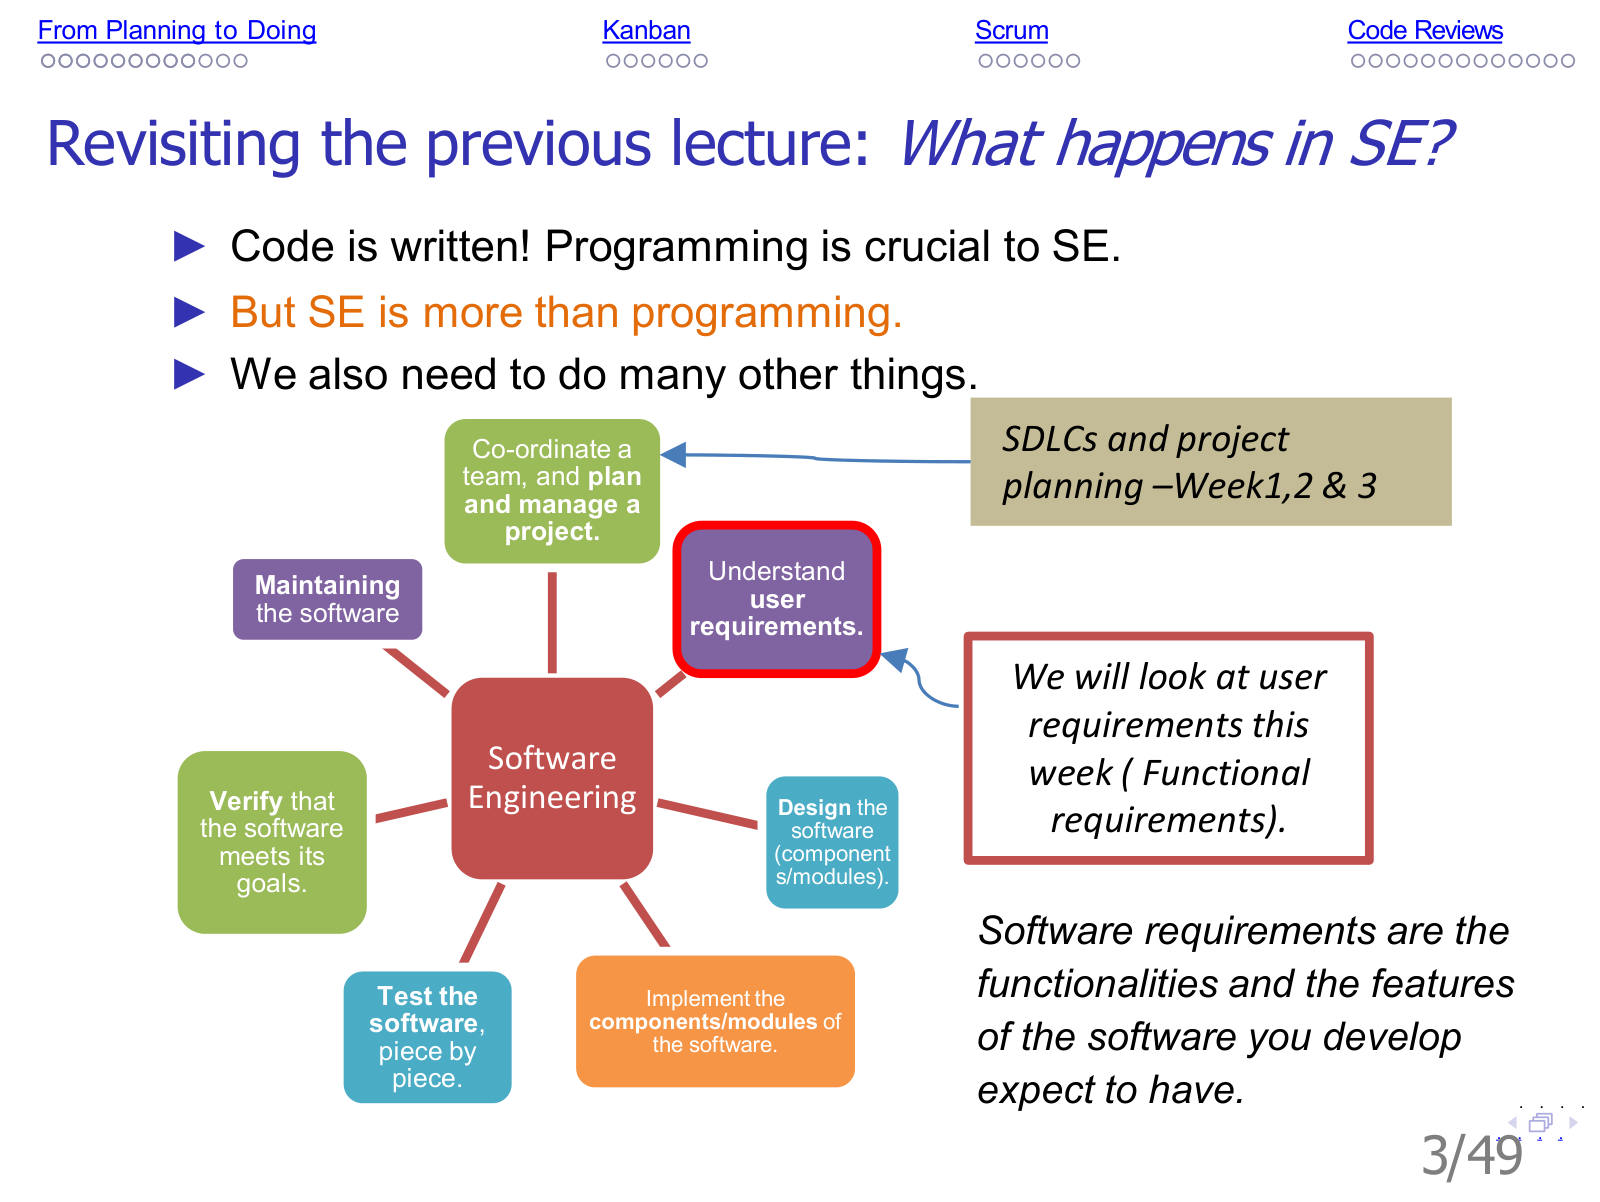 From Planning to Doing
Kanban
Scrum
Code Reviews
Revisiting the previous lecture: What happens in SE?
► Code is written! Programming is crucial to SE.
► But SE is more than programming.
► We also need to do many other things.
Co-ordinate a
team, and plan
and manage a
project.
SDLCs and project
planning –Week1,2 & 3
Understand
user
requirements.
Maintaining
the software
We will look at user
requirements this
week ( Functional
requirements).
Software
Engineering
Verify that
the software
meets its
goals.
Design the
software
(component
s/modules).
Test the
software,
piece by
piece.
Implement the
components/modules of
the software.
Software requirements are the
functionalities and the features
of the software you develop
expect to have.
3/49